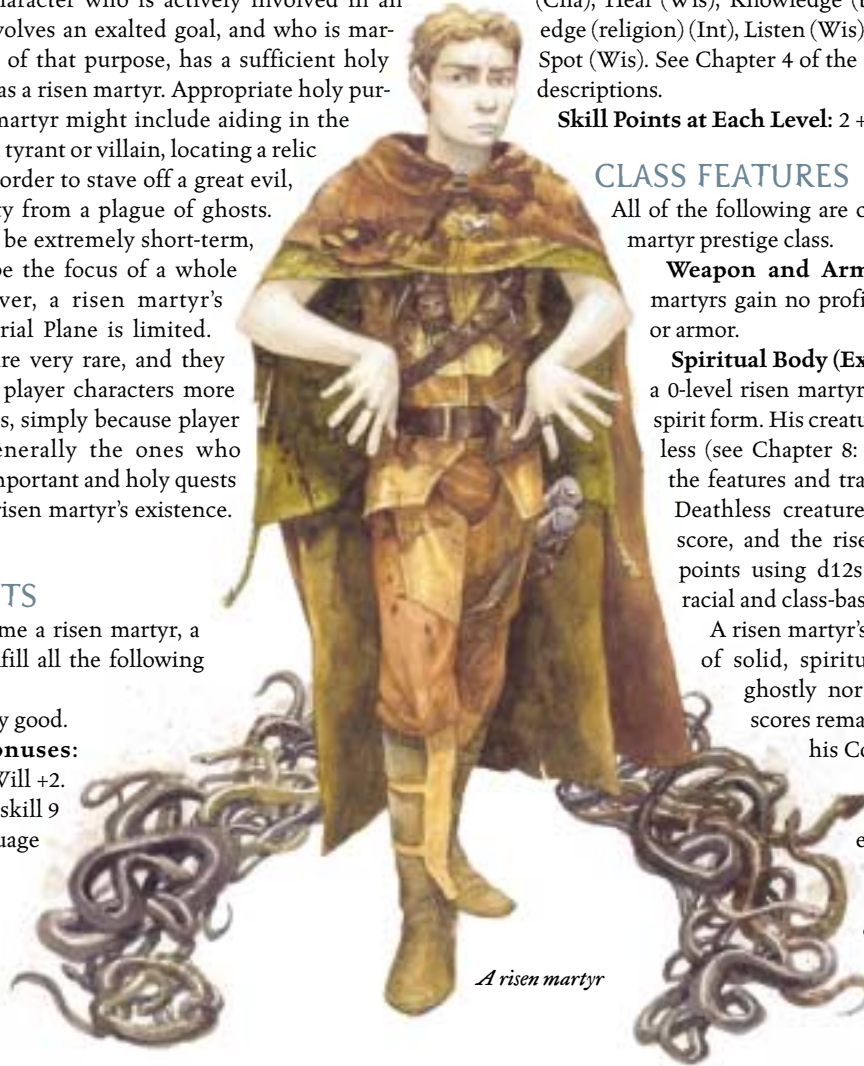 character who is actively involved in an
volves an exalted goal, and who is mar-
of that purpose, has a sufficient holy
as a risen martyr. Appropriate holy pur-
martyr might include aiding in the
tyrant or villain, locating a relic
order to stave off a great evil,
ty from a plague of ghosts.
be extremely short-term,
be the focus of a whole
ver, a risen martyr's
rial Plane is limited.
are very rare, and they
player characters more
s, simply because player
enerally the ones who
mportant and holy quests
risen martyr's existence.
TS
me a risen martyr, a
fill all the following
y good.
onuses:
Will +2.
skill 9
uage
(Cha), Heal (Wis), Knowledge (
edge (religion) (Int), Listen (Wis)
Spot (Wis). See Chapter 4 of the
descriptions.
Skill Points at Each Level: 2 +
CLASS FEATURES
All of the following are c
martyr prestige class.
Weapon and Arm
martyrs gain no profi
or armor.
Spiritual Body (Ex
a 0-level risen martyr
spirit form. His creatu
less (see Chapter 8:
the features and tra
Deathless creature
score, and the rise
points using d12s
racial and class-bas
A risen martyr's
of solid, spiritu
ghostly nor
scores rema
his Co
e
A risen martyr